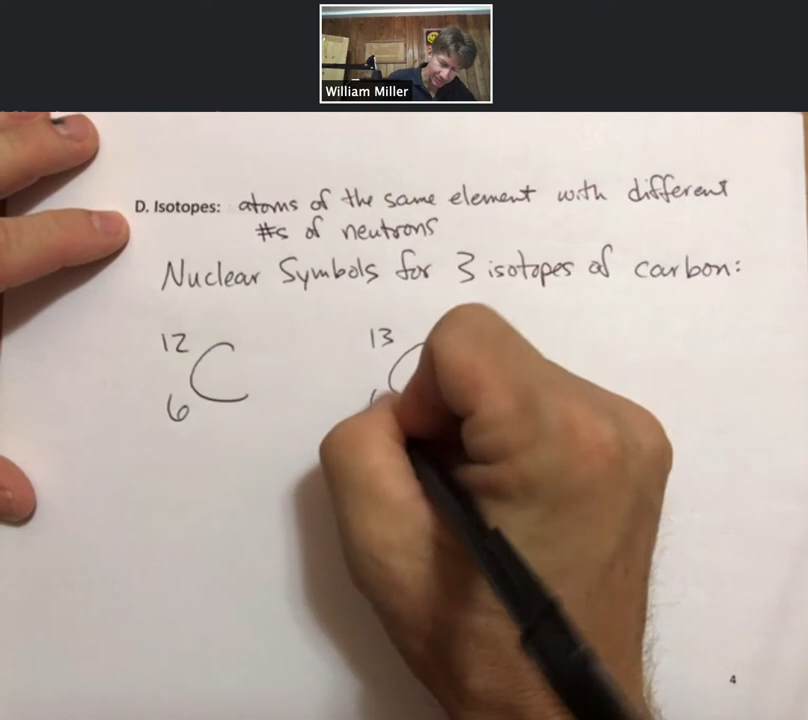 William Miller
D. Isotopes: atoms of the same element with different
#s of neutrons
Nuclear Symbols for 3 isotopes of carbon:
12 13
C C
6 6
4